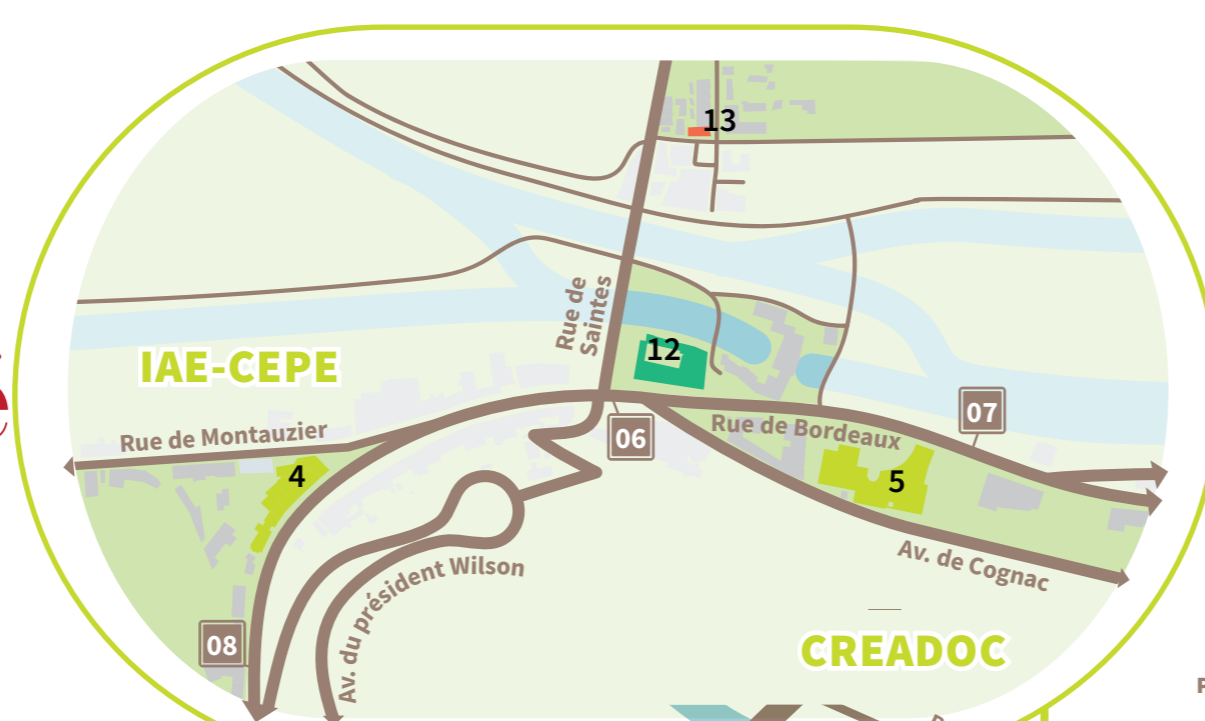 13
Rue de
Saintes
12
IAE-CEPE
07
Rue de Montauzier
06
Rue de Bordeaux
4
5
Av. de Cognac
Av. du président Wilson
08
CREADOC